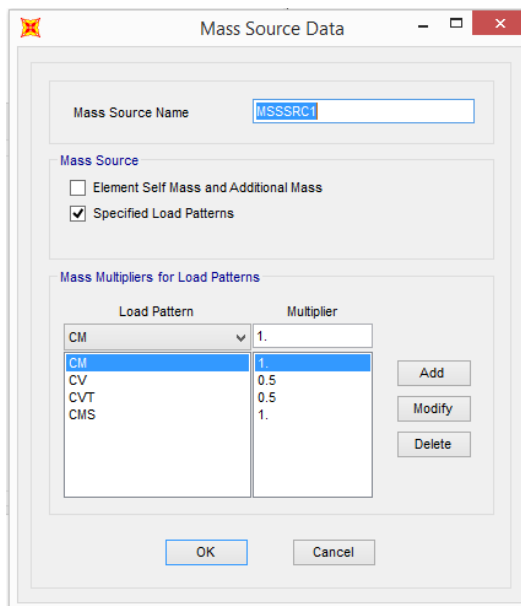 Mass Source Data
Mass Source Name MSSSRC1
Mass Source
Element Self Mass and Additional Mass
Specified Load Patterns
Mass Multipliers for Load Patterns
Load Pattern Multiplier
CM 1.
CM 1.
CV 0.5
CVT 0.5
CMS 1.
Add
Modify
Delete
OK Cancel